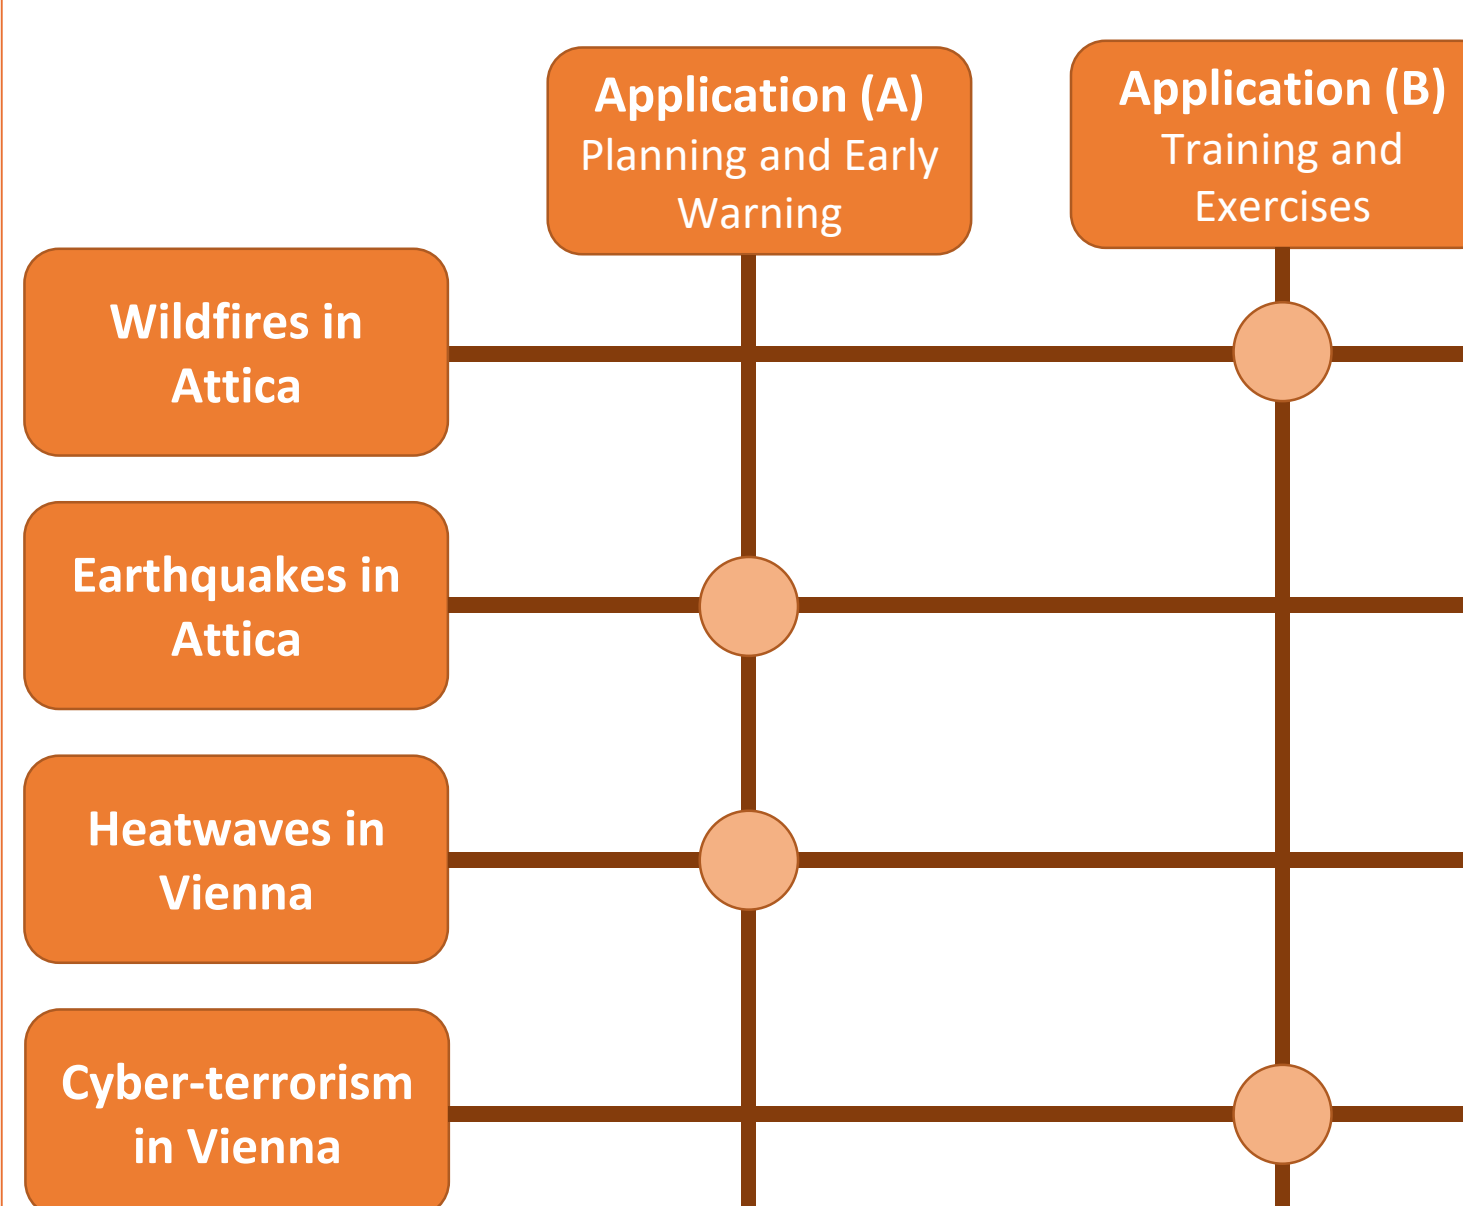 Application (A)
Planning and Early
Warning
Application (B)
Training and
Exercises
Wildfires in
Attica
Earthquakes in
Attica
Heatwaves in
Vienna
Cyber-terrorism
in Vienna